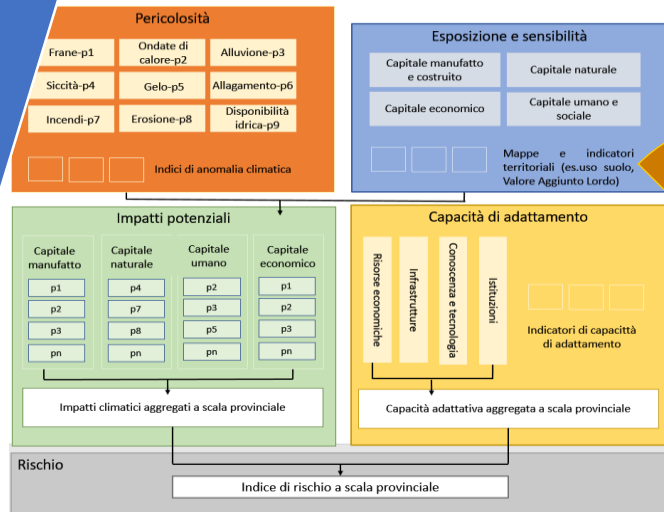 Pericolosità
Frane-p1
Ondate di
calore-p2
Alluvione-p3
Siccità-p4
Gelo-p5
Allagamento-p6
Incendi-p7
Erosione-p8
Disponibilità
idrica-p9
Indici di anomalia climatica
Esposizione e sensibilità
Capitale manufatto
e costruito
Capitale naturale
Capitale economico
Capitale umano e
sociale
Mappe e indicatori
territoriali (es.uso suolo,
Valore Aggiunto Lordo)
Impatti potenziali
Capitale
manufatto
p1
p2
p3
pn
Capitale
naturale
p4
p7
p8
pn
Capitale
umano
p2
p3
p5
pn
Capitale
economico
p1
p2
p3
pn
Impatti climatici aggregati a scala provinciale
Capacità di adattamento
Risorse economiche
Infrastrutture
Conoscenza e tecnologia
Istituzioni
Indicatori di capacittà
di adattamento
Capacità adattativa aggregata a scala provinciale
Rischio
Indice di rischio a scala provinciale